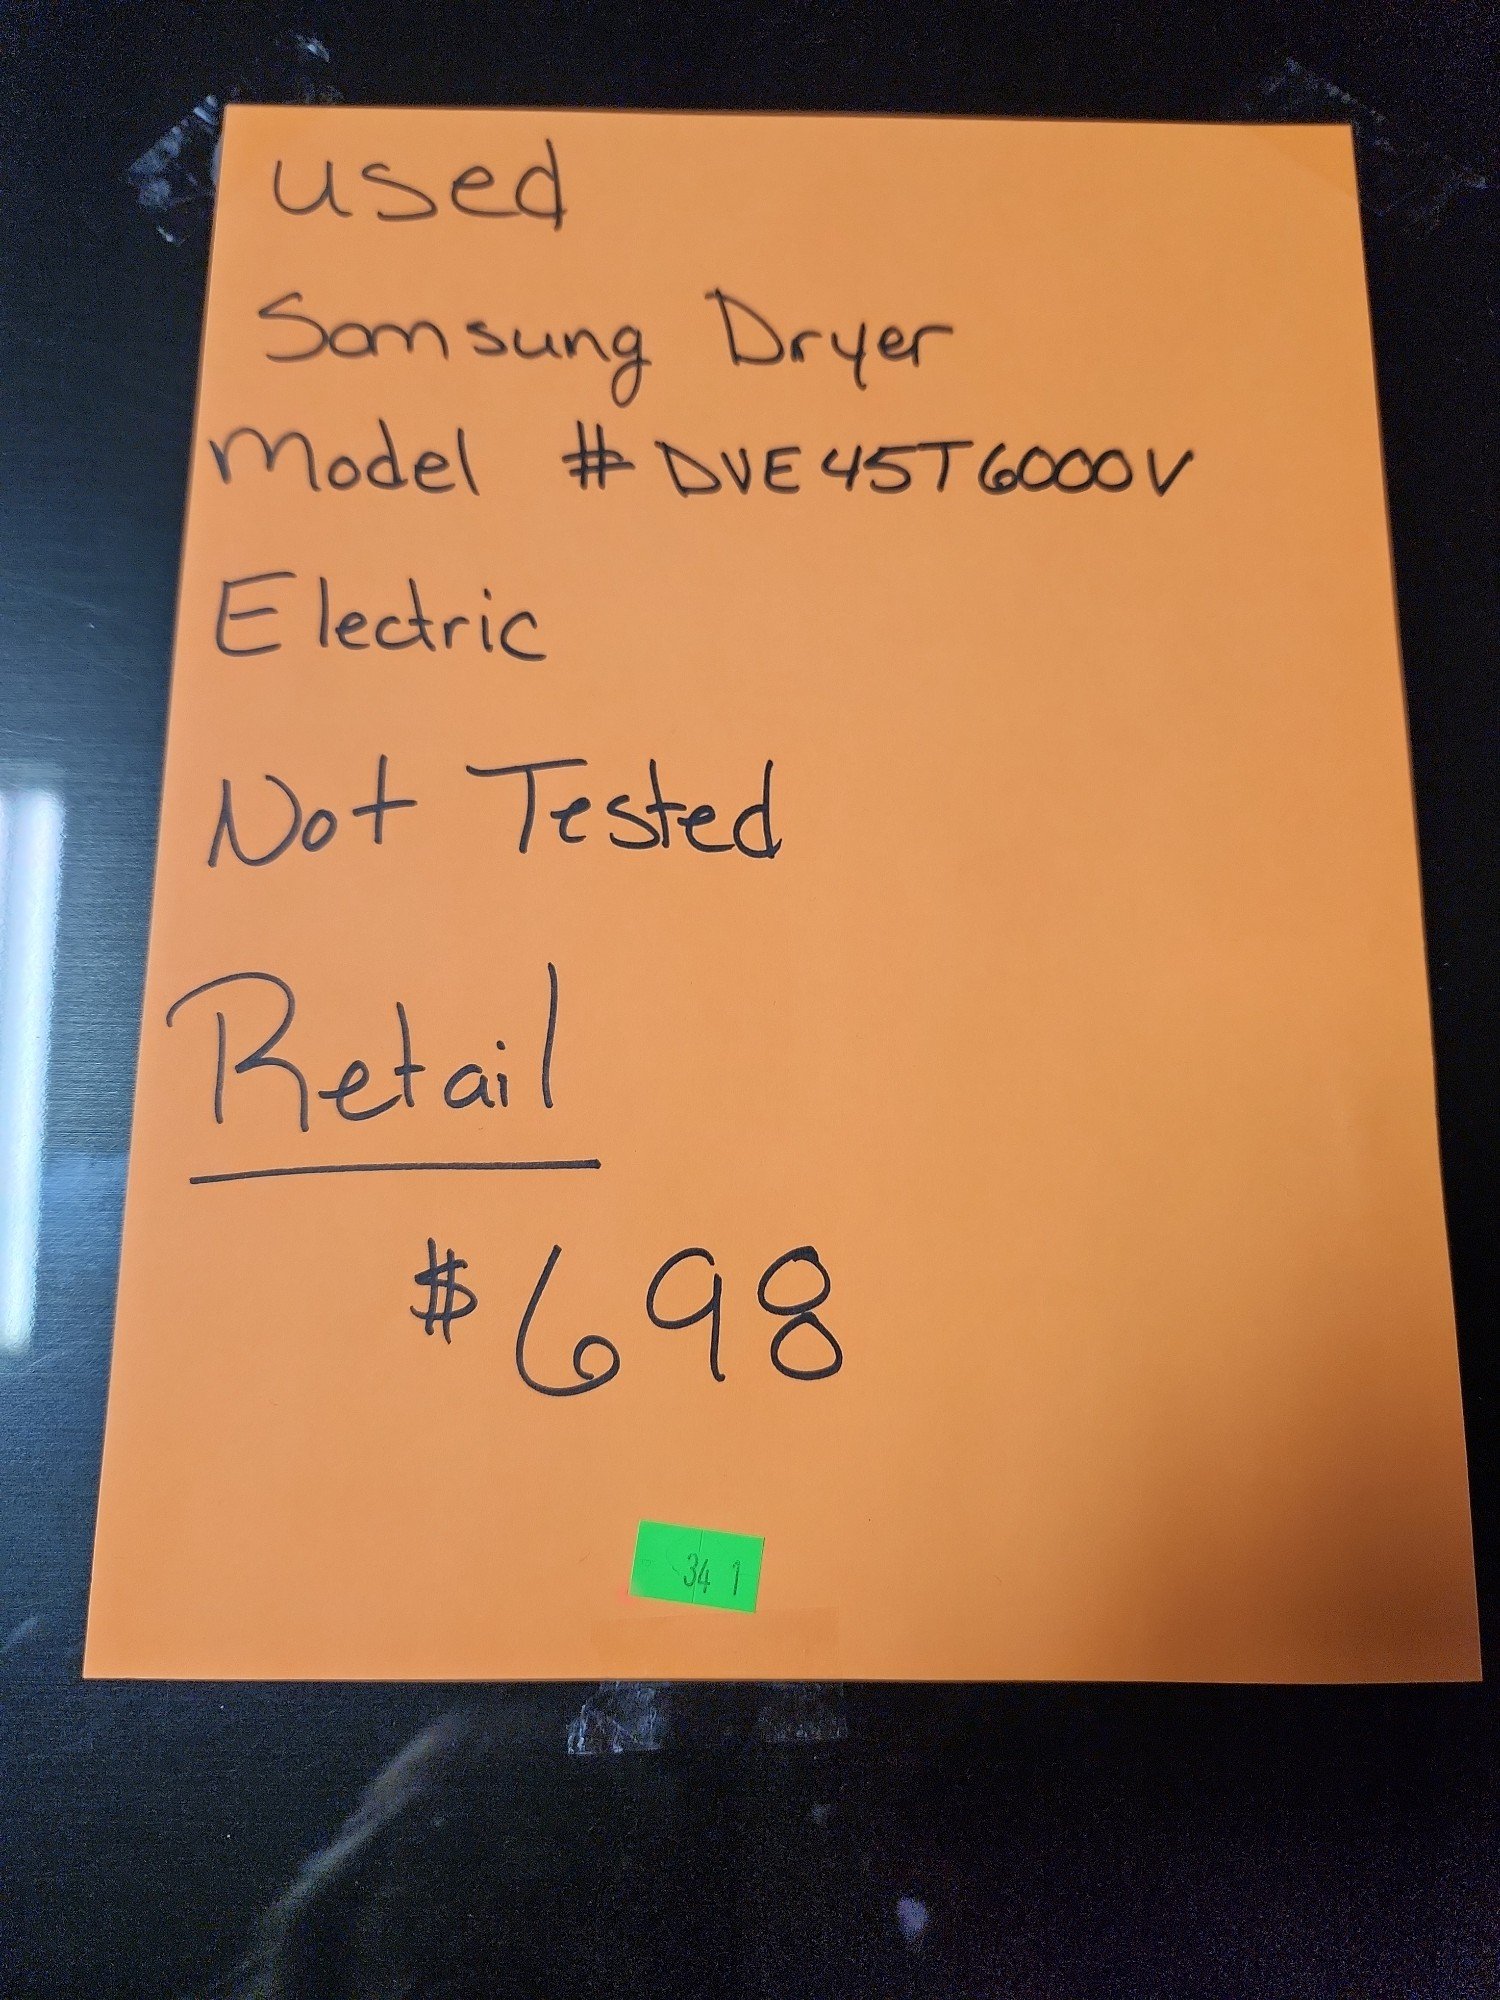 used
Samsung Dryer
Model # DVE45T6000V
Electric
Not Tested
Retail
$698
34 1